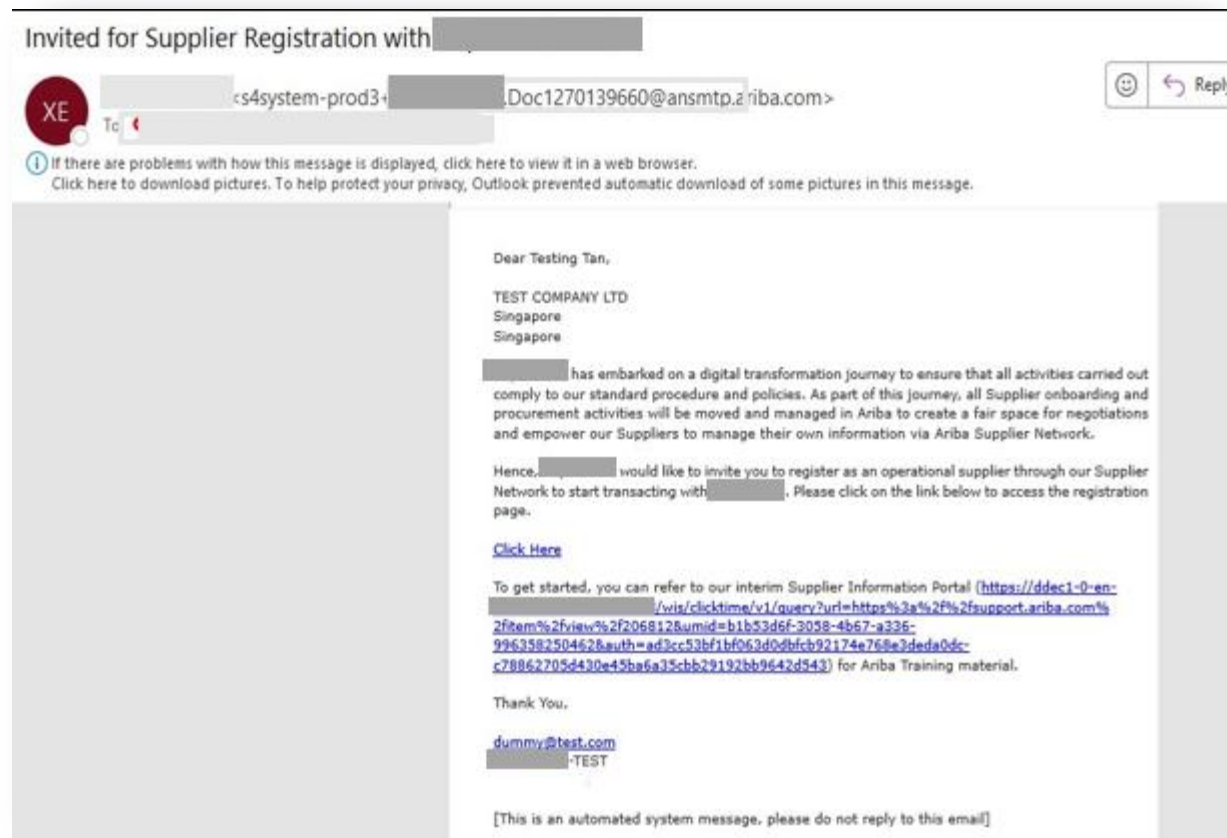 Invited for Supplier Registration with
XE
<s4system-prod3+ .Doc1270139660@ansmtp.ariba.com>
Reply
To
If there are problems with how this message is displayed, click here to view it in a web browser.
Click here to download pictures. To help protect your privacy, Outlook prevented automatic download of some pictures in this message.
Dear Testing Tan,
TEST COMPANY LTD
Singapore
Singapore
has embarked on a digital transformation journey to ensure that all activities carried out
comply to our standard procedure and policies. As part of this journey, all Supplier onboarding and
procurement activities will be moved and managed in Ariba to create a fair space for negotiations
and empower our Suppliers to manage their own information via Ariba Supplier Network.
Hence, would like to invite you to register as an operational supplier through our Supplier
Network to start transacting with . Please click on the link below to access the registration
page.
Click Here
To get started, you can refer to our interim Supplier Information Portal (https://ddec1-0-en-
/wis/clicktime/v1/query?url=https%3a%2f%2fsupport.ariba.com%
2fitem%2fview%2f206812&umid=b1b53d6f-3058-4b67-a336-
996358250462&auth=ad3cc53bf1bf063d0dbfcb92174e768e3deda0dc-
c78862705d430e45ba6a35cbb29192bb9642d543) for Ariba Training material.
Thank You,
dummy@test.com
-TEST
[This is an automated system message, please do not reply to this email]